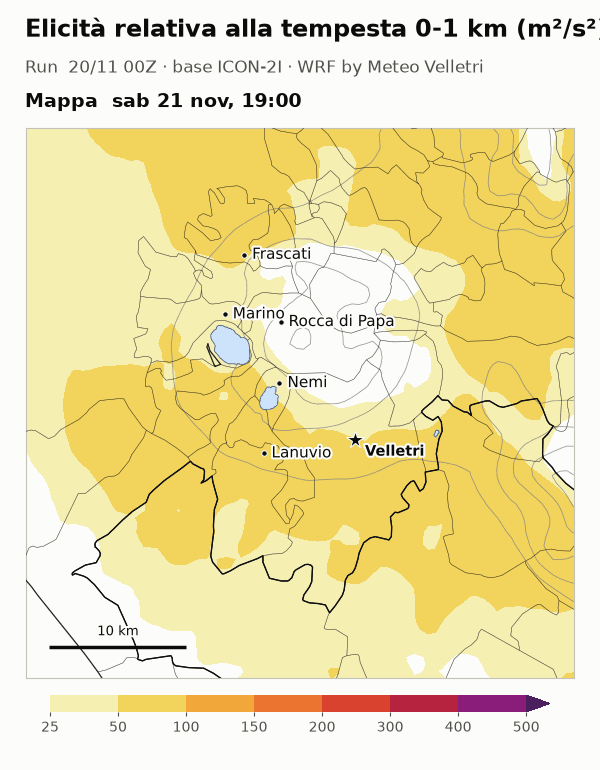 Elicità relativa alla tempesta 0-1 km (m²/s²)
Run 20/11 00Z · base ICON-2I · WRF by Meteo Velletri
Mappa sab 21 nov, 19:00
Frascati
Marino
Rocca di Papa
Nemi
Velletri
Lanuvio
10 km
25 50 100 150 200 300 400 500